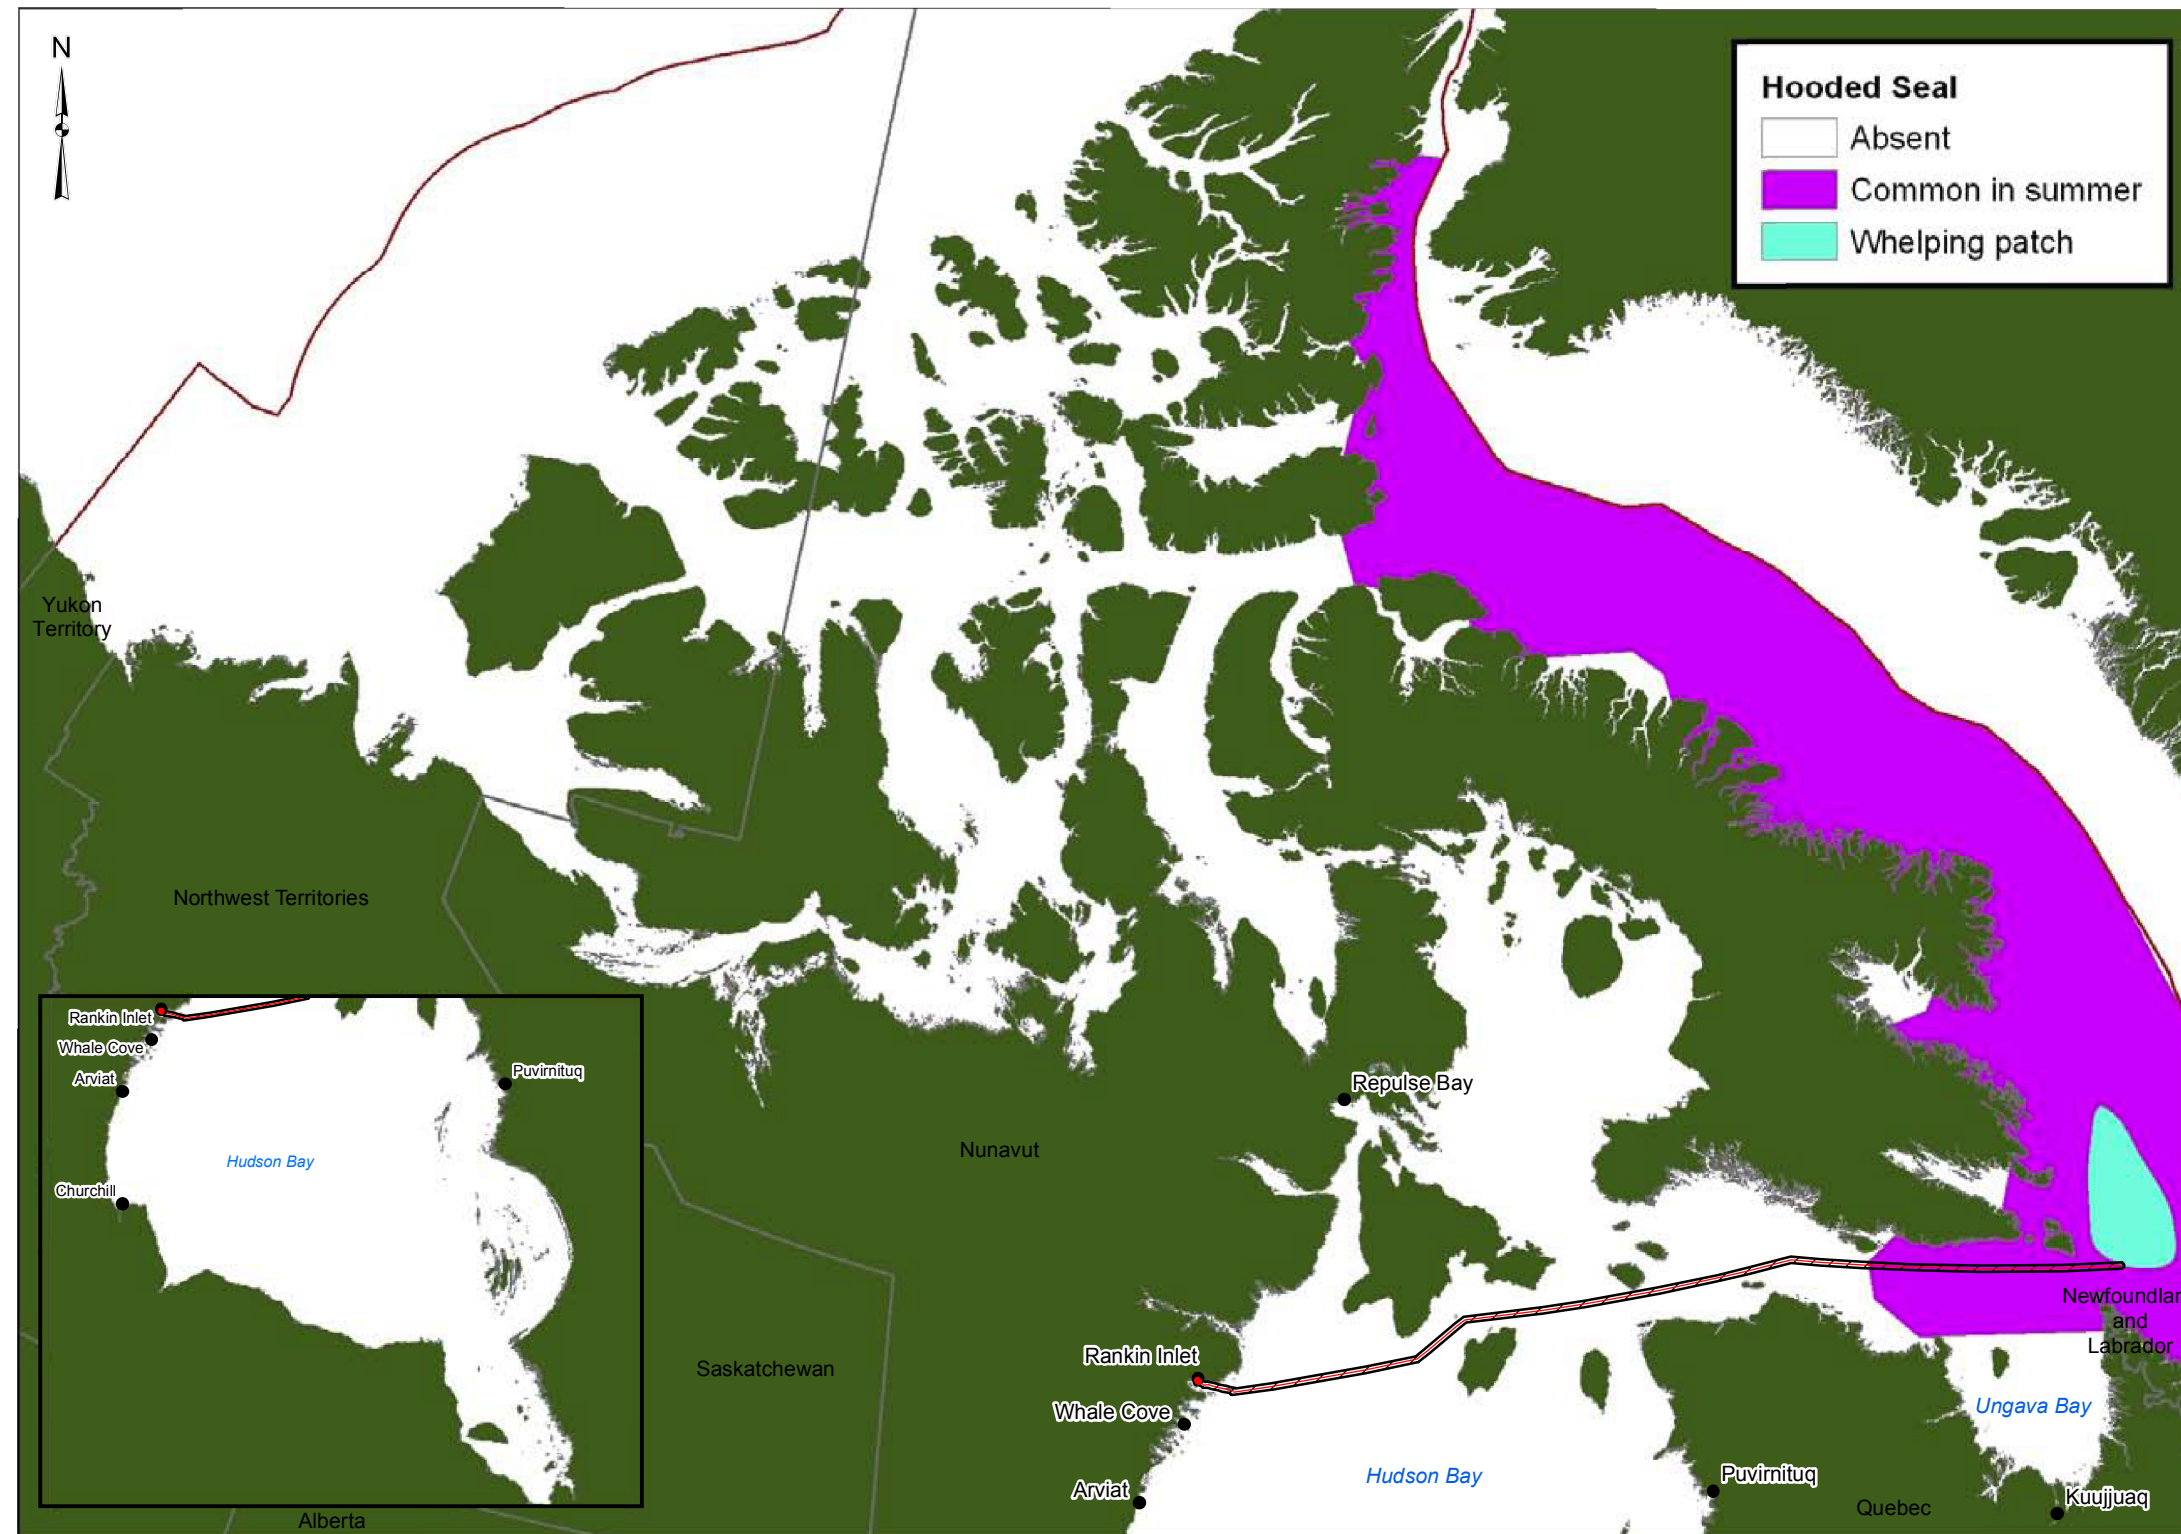 N
Hooded Seal
Absent
Common in summer
Whelping patch
Yukon
Territory
Northwest Territories
Rankin Inlet
Whale Cove
Arviat
Puvirnituq
Hudson Bay
Churchill
Repulse Bay
Nunavut
Saskatchewan
Alberta
Rankin Inlet
Whale Cove
Arviat
Hudson Bay
Puvirnituq
Quebec
Newfoundlar
and
Labrador
Ungava Bay
Kuujjuaq